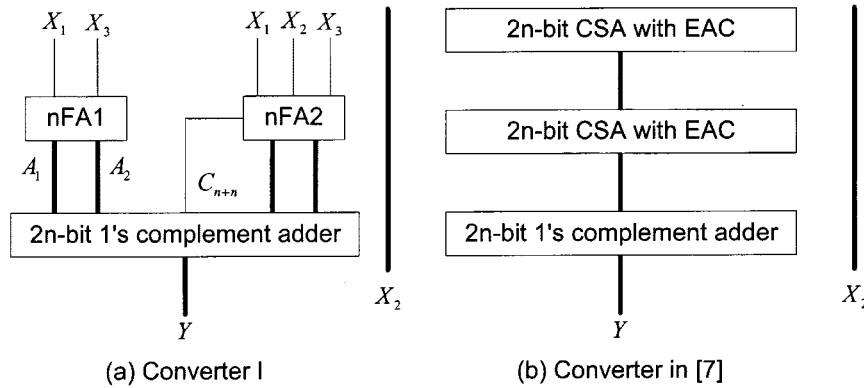 X1 X3 X1 X2 X3
nFA1 nFA2
A1 A2 Cn+n
2n-bit 1's complement adder
X2
Y
(a) Converter I
2n-bit CSA with EAC
2n-bit CSA with EAC
2n-bit 1's complement adder
X2
Y
(b) Converter in [7]